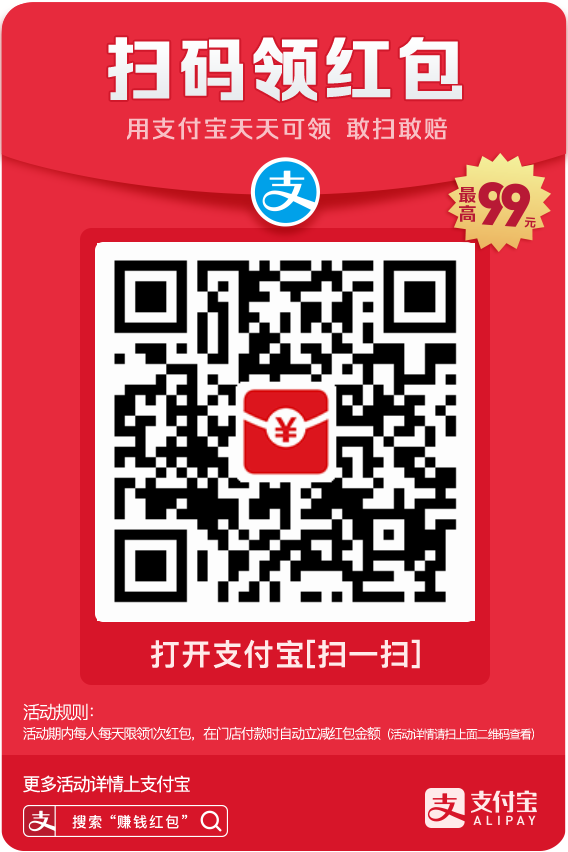 扫码领红包
用支付宝天天可领 敢扫敢赔
支
最高99元
¥
打开支付宝[扫一扫]
活动规则：
活动期内每人每天限领1次红包，在门店付款时自动立减红包金额（活动详情请扫上面二维码查看）
更多活动详情上支付宝
支 搜索“赚钱红包”
支 支付宝
ALIPAY